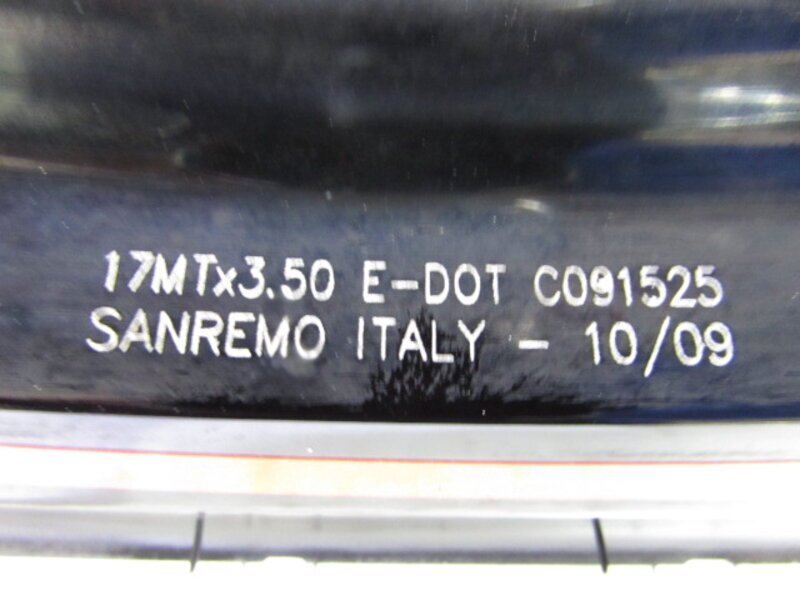 17MTx3.50 E-DOT C091525
SANREMO ITALY - 10/09